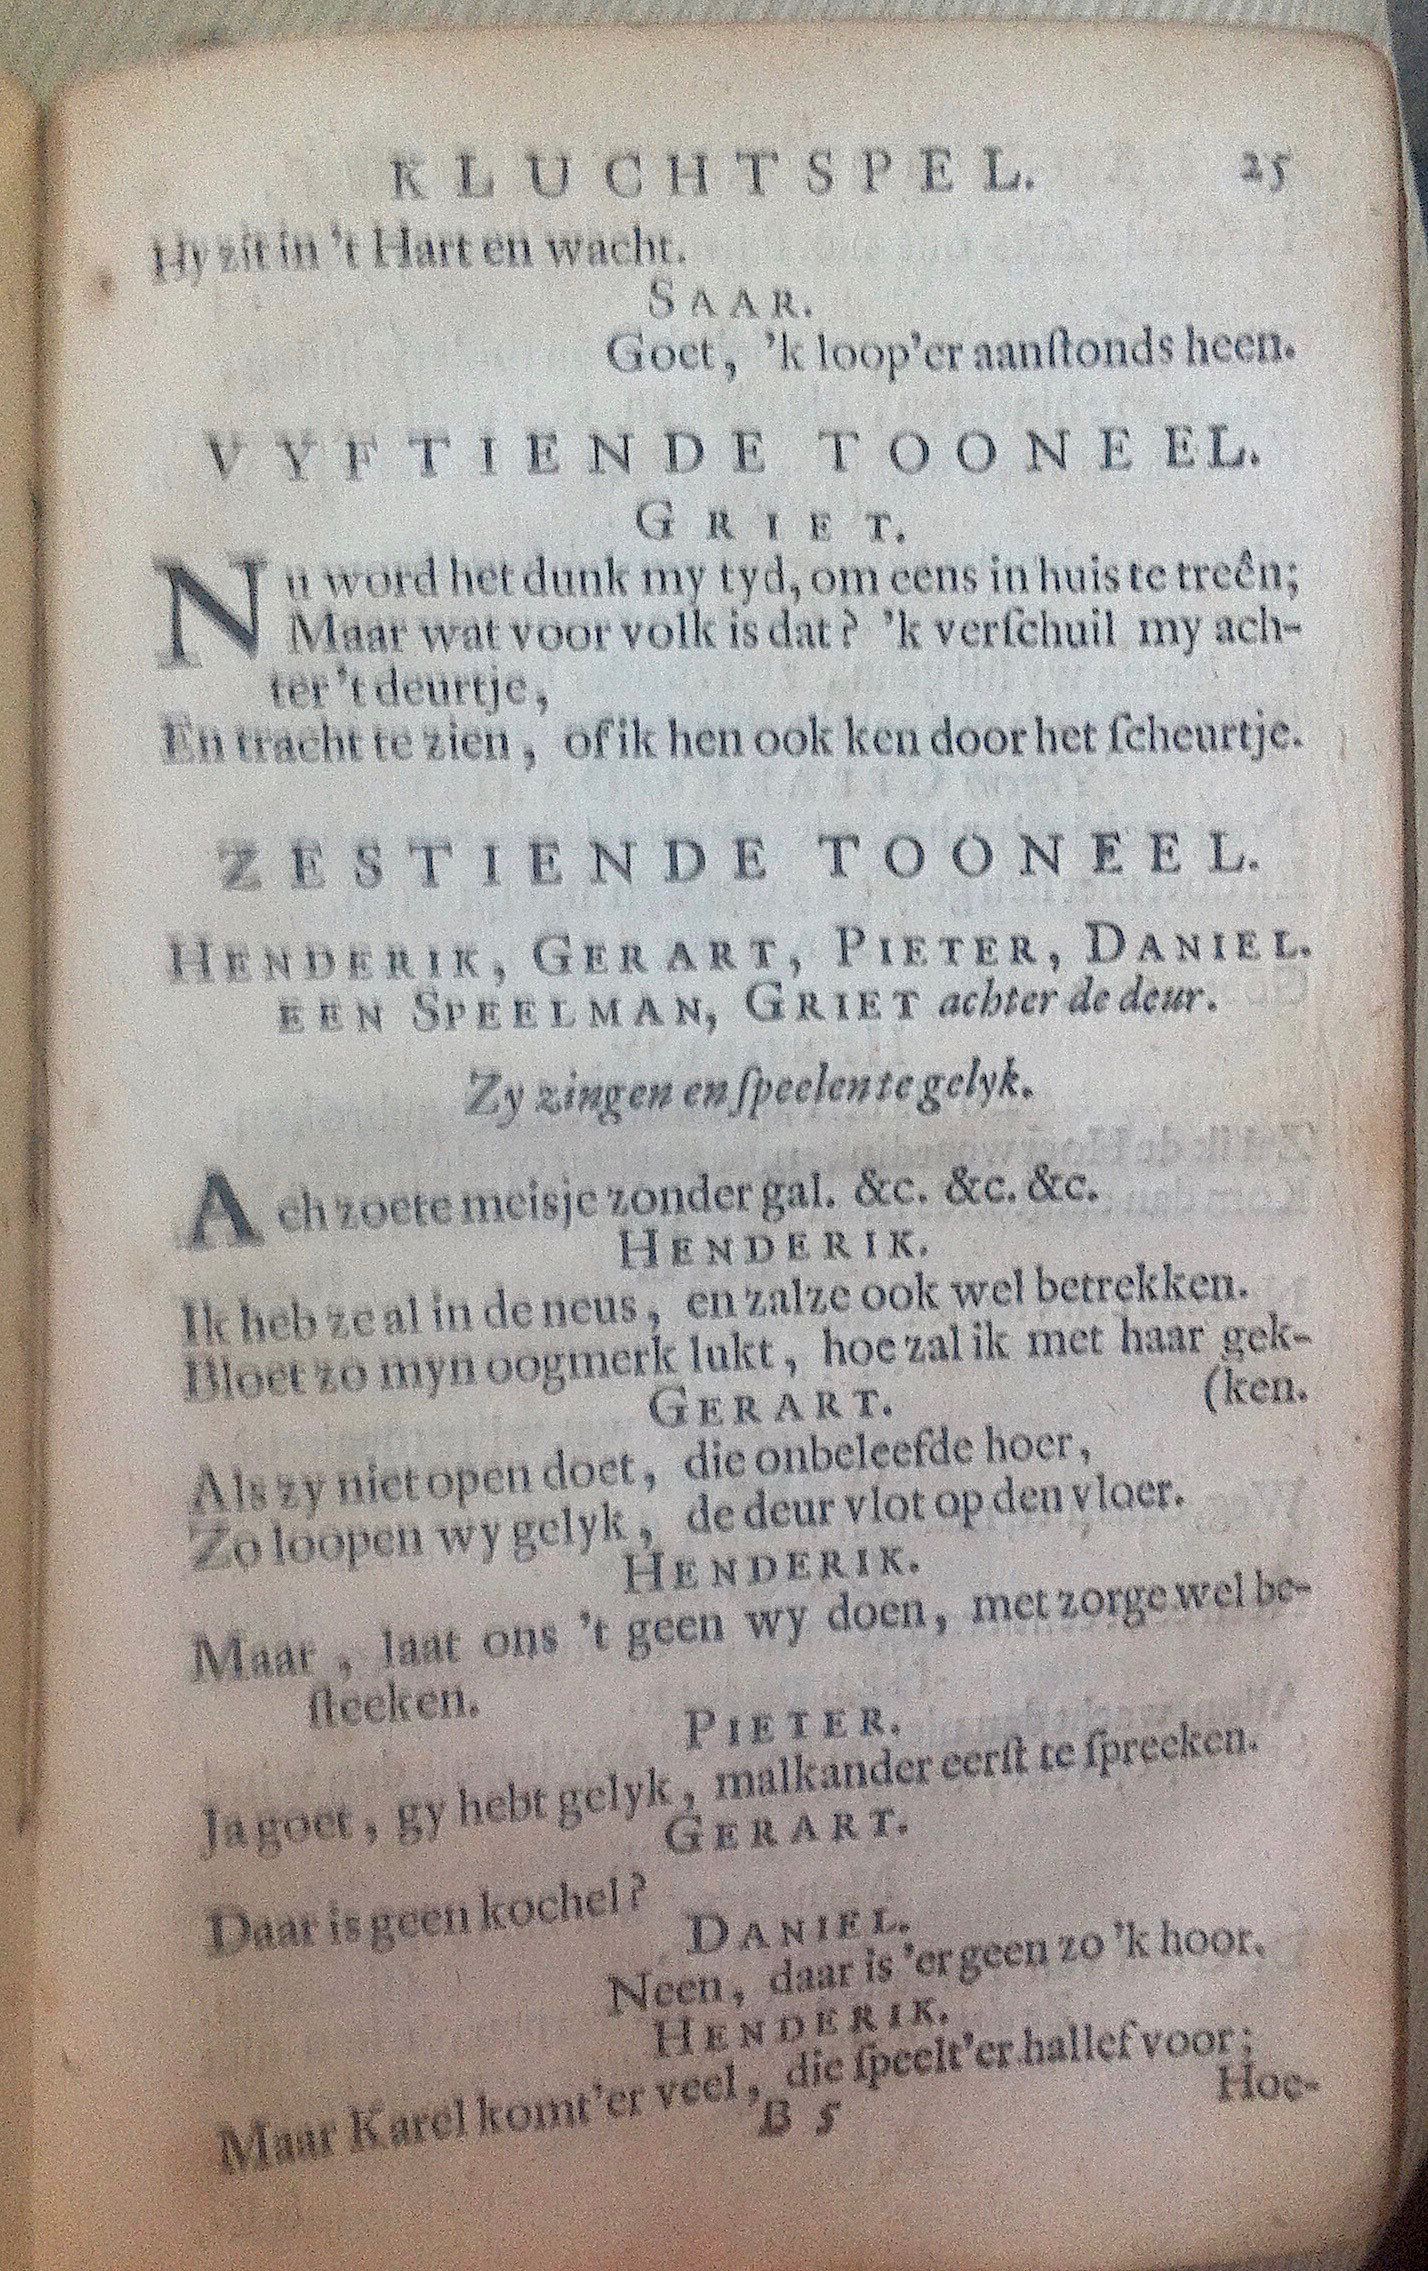 KLUCHTSPEL. 25
Hy zit in 't Hart en wacht.
SAAR.
Goet, 'k loop'er aanſtonds heen.
VYFTIENDE TOONEEL.
GRIET.
Nu word het dunk my tyd, om eens in huis te treên;
Maar wat voor volk is dat? 'k verſchuil my ach-
ter 't deurtje,
En tracht te zien, of ik hen ook ken door het ſcheurtje.
ZESTIENDE TOONEEL.
HENDERIK, GERART, PIETER, DANIEL.
EEN SPEELMAN, GRIET achter de deur.
Zy zingen en ſpeelen te gelyk.
Ach zoete meisje zonder gal. &c. &c. &c.
HENDERIK.
Ik heb ze al in de neus, en zalze ook wel betrekken.
Bloet zo myn oogmerk lukt, hoe zal ik met haar gek-
(ken.
GERART.
Als zy niet open doet, die onbeleefde hoer,
Zo loopen wy gelyk, de deur vlot op den vloer.
HENDERIK.
Maar, laat ons 't geen wy doen, met zorge wel be-
ſteeken.
PIETER.
Ja goet, gy hebt gelyk, malkander eerſt te ſpreeken.
GERART.
Daar is geen kochel?
DANIEL.
Neen, daar is 'er geen zo 'k hoor.
HENDERIK.
Maar Karel komt'er veel, die ſpeelt'er hallef voor;
B 5 Hoe-